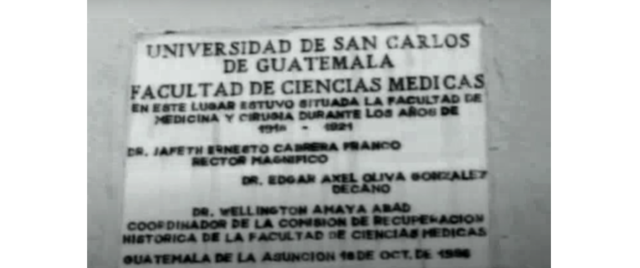 UNIVERSIDAD DE SAN CARLOS
DE GUATEMALA
FACULTAD DE CIENCIAS MEDICAS
EN ESTE LUGAR ESTUVO SITUADA LA FACULTAD DE
MEDICINA Y CIRUGIA DURANTE LOS AÑOS DE
- 1921
DR. JAFETH ERNESTO CABRERA FRANCO
RECTOR MAGNIFICO
DR. EDGAR AXEL OLIVA GONZALEZ
DECANO
DR. WELLINGTON AMAYA ABAD
COORDINADOR DE LA COMISION DE RECUPERACION
HISTORICA DE LA FACULTAD DE CIENCIAS MEDICAS
GUATEMALA DE LA ASUNCION OCT. DE